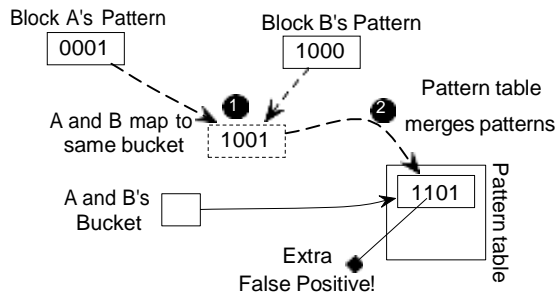 Block A's Pattern
0001
Block B's Pattern
1000
1
A and B map to
same bucket
1001
2
Pattern table
merges patterns
A and B's
Bucket
1101
Pattern table
Extra
False Positive!